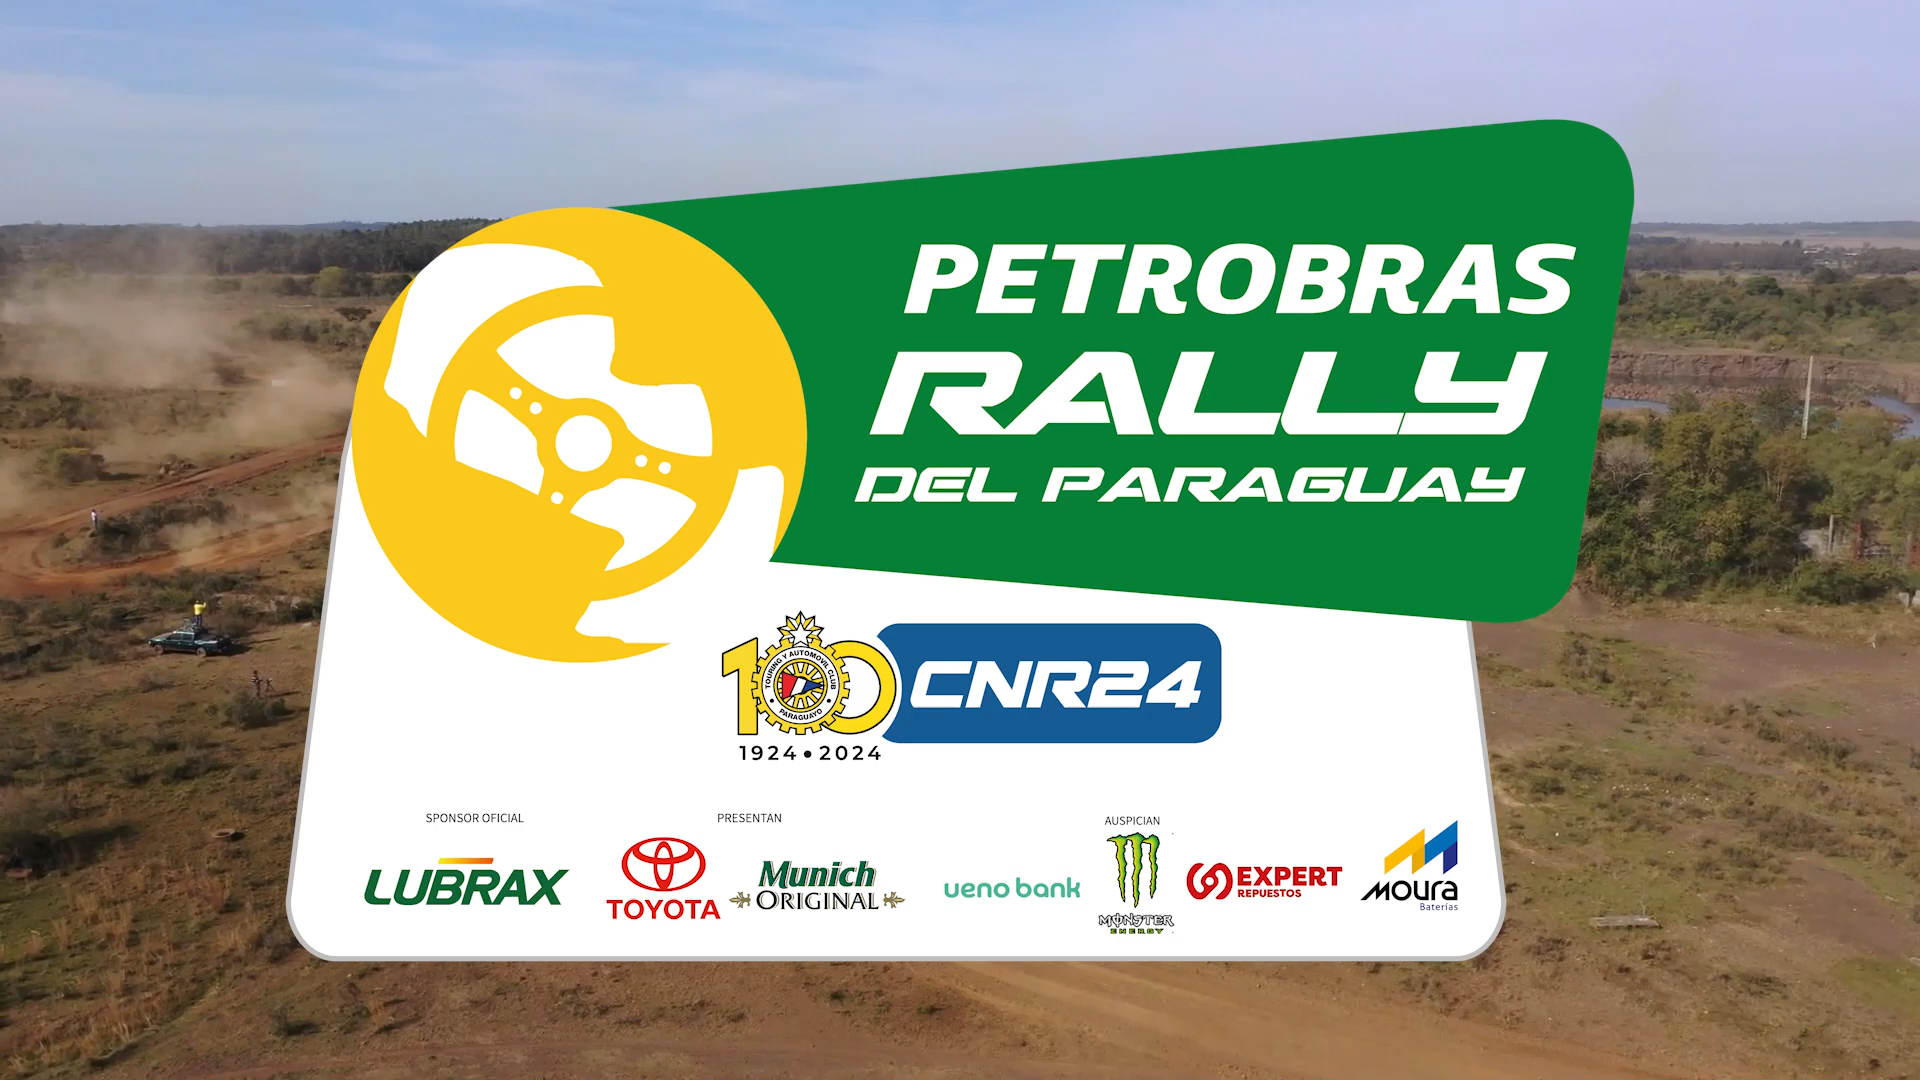 PETROBRAS
RALLY
DEL PARAGUAY
100
TOURING Y AUTOMOVIL CLUB
PARAGUAYO
1924 • 2024
CNR24
SPONSOR OFICIAL
LUBRAX
PRESENTAN
TOYOTA
Munich
ORIGINAL
AUSPICIAN
ueno bank
MONSTER
ENERGY
EXPERT
REPUESTOS
moura
Baterías